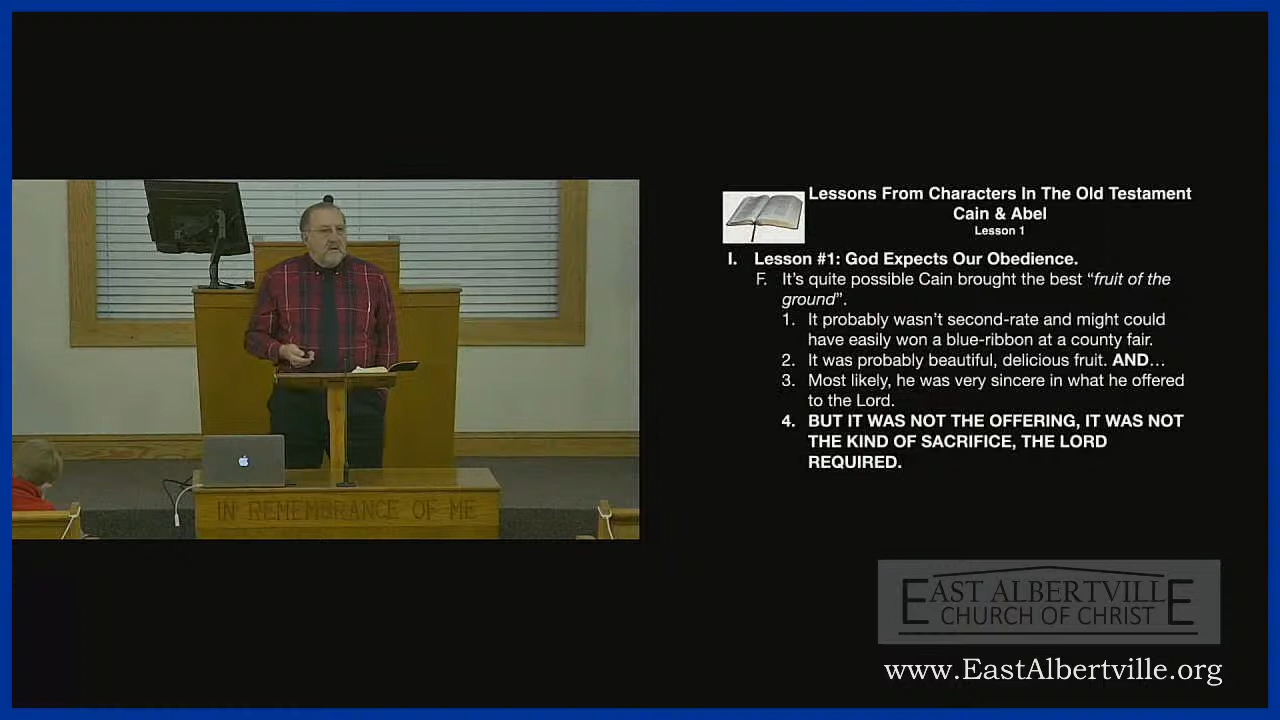 Lessons From Characters In The Old Testament
Cain & Abel
Lesson 1
I. Lesson #1: God Expects Our Obedience.
F. It's quite possible Cain brought the best “fruit of the
ground”.
1. It probably wasn't second-rate and might could
have easily won a blue-ribbon at a county fair.
2. It was probably beautiful, delicious fruit. AND…
3. Most likely, he was very sincere in what he offered
to the Lord.
4. BUT IT WAS NOT THE OFFERING, IT WAS NOT
THE KIND OF SACRIFICE, THE LORD
REQUIRED.
IN REMEMBRANCE OF ME
EAST ALBERTVILLE
CHURCH OF CHRIST
www.EastAlbertville.org